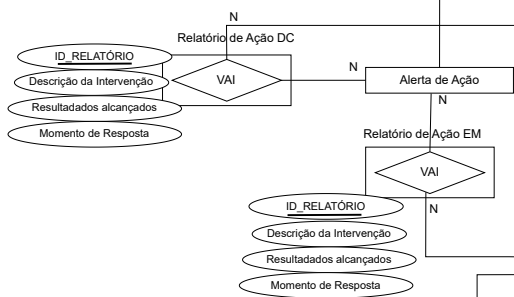 N
Relatório de Ação DC
ID_RELATÓRIO
Descrição da Intervenção
Resultadados alcançados
Momento de Resposta
VAI
N
Alerta de Ação
N
Relatório de Ação EM
VAI
N
ID_RELATÓRIO
Descrição da Intervenção
Resultadados alcançados
Momento de Resposta